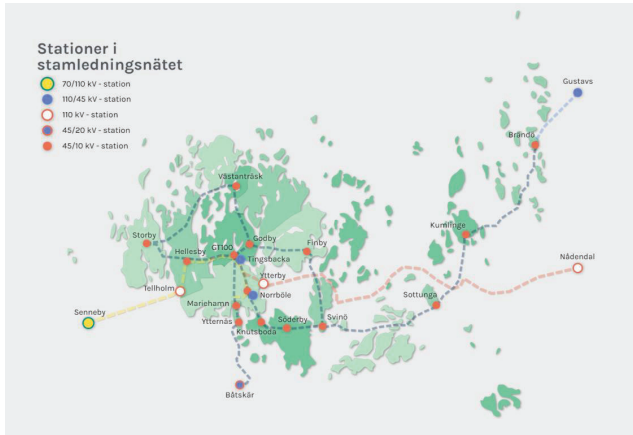 Stationer i
stamledningsnätet
70/110 kV - station
110/45 kV - station
110 kV - station
45/20 kV - station
45/10 kV - station
Gustavs
Brändö
Västanträsk
Kumlinge
Storby
Godby
Finby
GT100
Hellesby
Tingsbacka
Nådendal
Ytterby
Tellholm
Norrböle
Mariehamn
Sottunga
Senneby
Ytternäs
Söderby
Svinö
Knutsboda
Båtskär